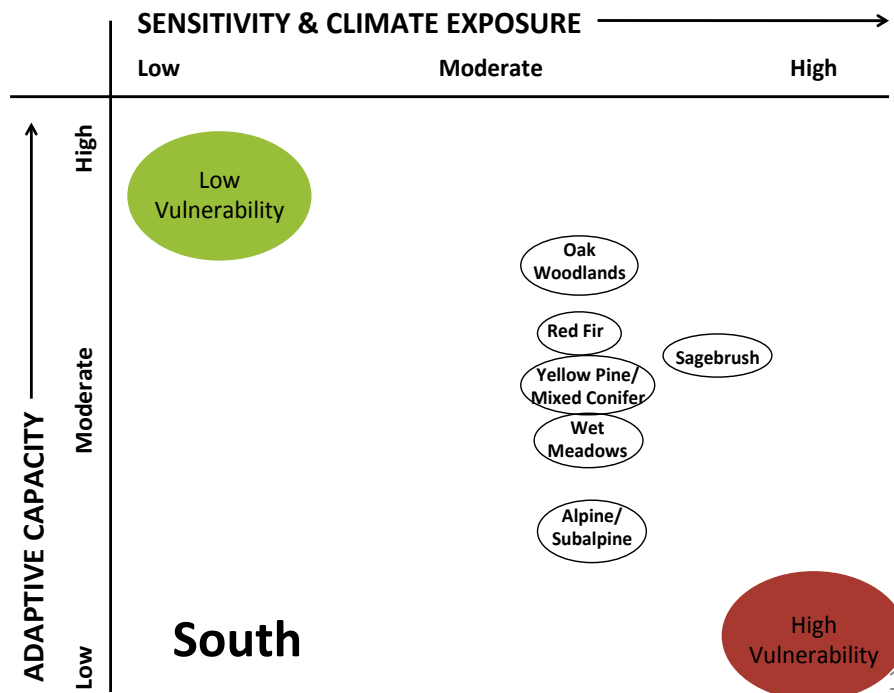 SENSITIVITY & CLIMATE EXPOSURE
Low
Moderate
High
ADAPTIVE CAPACITY
High
Moderate
Low
Low
Vulnerability
Oak
Woodlands
Red Fir
Sagebrush
Yellow Pine/
Mixed Conifer
Wet
Meadows
Alpine/
Subalpine
South
High
Vulnerability